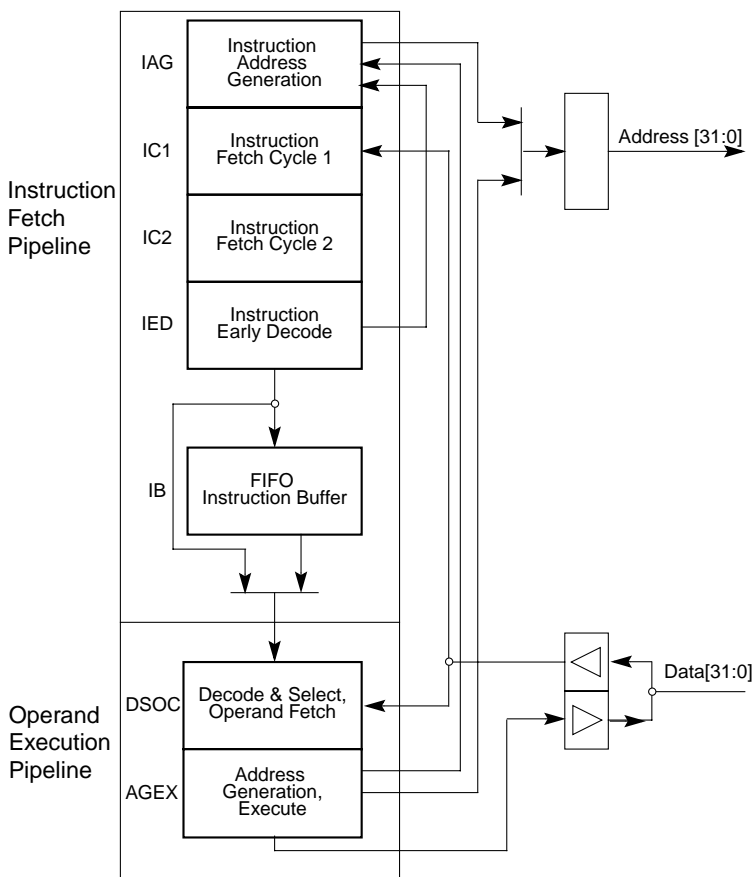 Instruction
Fetch
Pipeline
IAG
Instruction
Address
Generation
IC1
Instruction
Fetch Cycle 1
IC2
Instruction
Fetch Cycle 2
IED
Instruction
Early Decode
IB
FIFO
Instruction Buffer
Address [31:0]
Operand
Execution
Pipeline
DSOC
Decode & Select,
Operand Fetch
AGEX
Address
Generation,
Execute
Data[31:0]